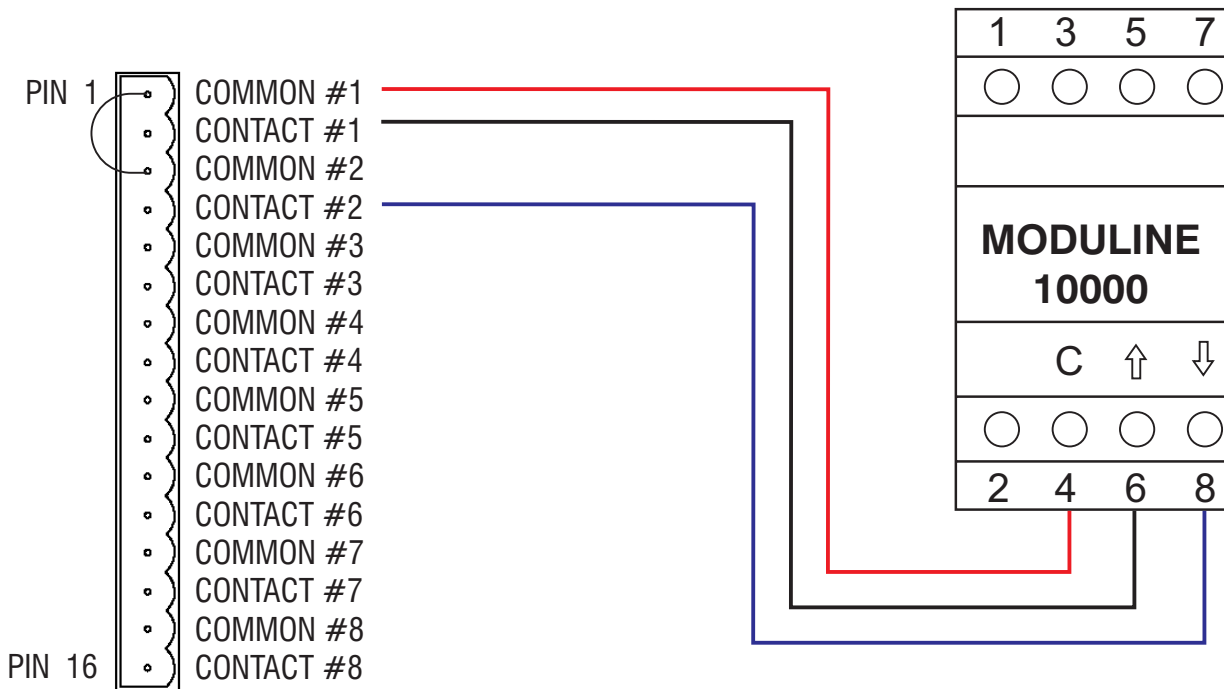 PIN 1
COMMON #1
CONTACT #1
COMMON #2
CONTACT #2
COMMON #3
CONTACT #3
COMMON #4
CONTACT #4
COMMON #5
CONTACT #5
COMMON #6
CONTACT #6
COMMON #7
CONTACT #7
COMMON #8
PIN 16
CONTACT #8
1 3 5 7
MODULINE
10000
C ⇧ ⇩
2 4 6 8